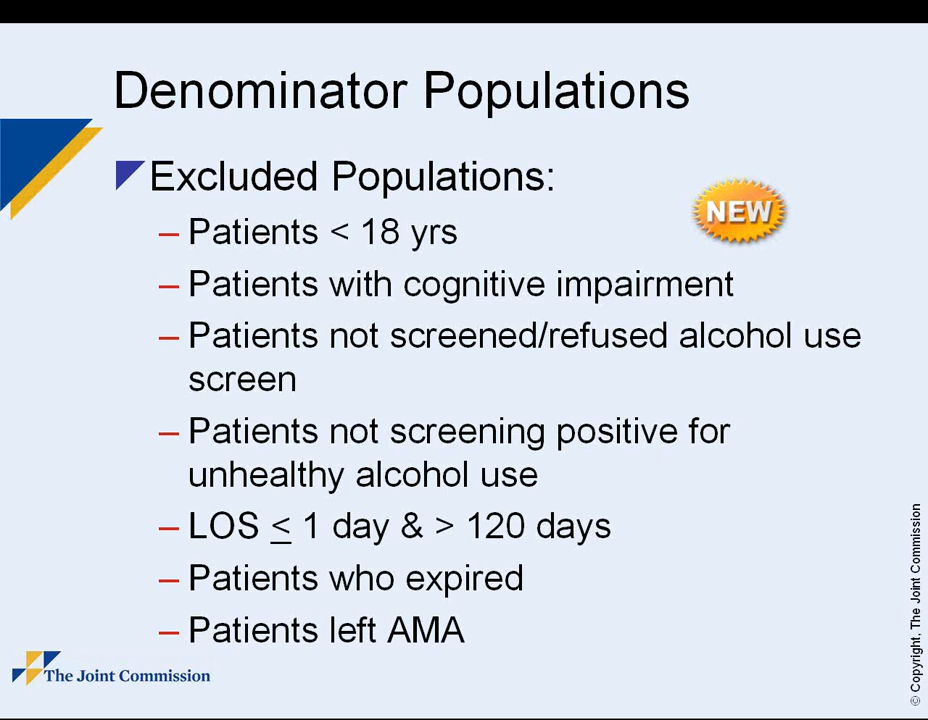 Denominator Populations
Excluded Populations:
NEW
– Patients < 18 yrs
– Patients with cognitive impairment
– Patients not screened/refused alcohol use
screen
– Patients not screening positive for
unhealthy alcohol use
– LOS ≤ 1 day & > 120 days
– Patients who expired
– Patients left AMA
The Joint Commission
© Copyright, The Joint Commission